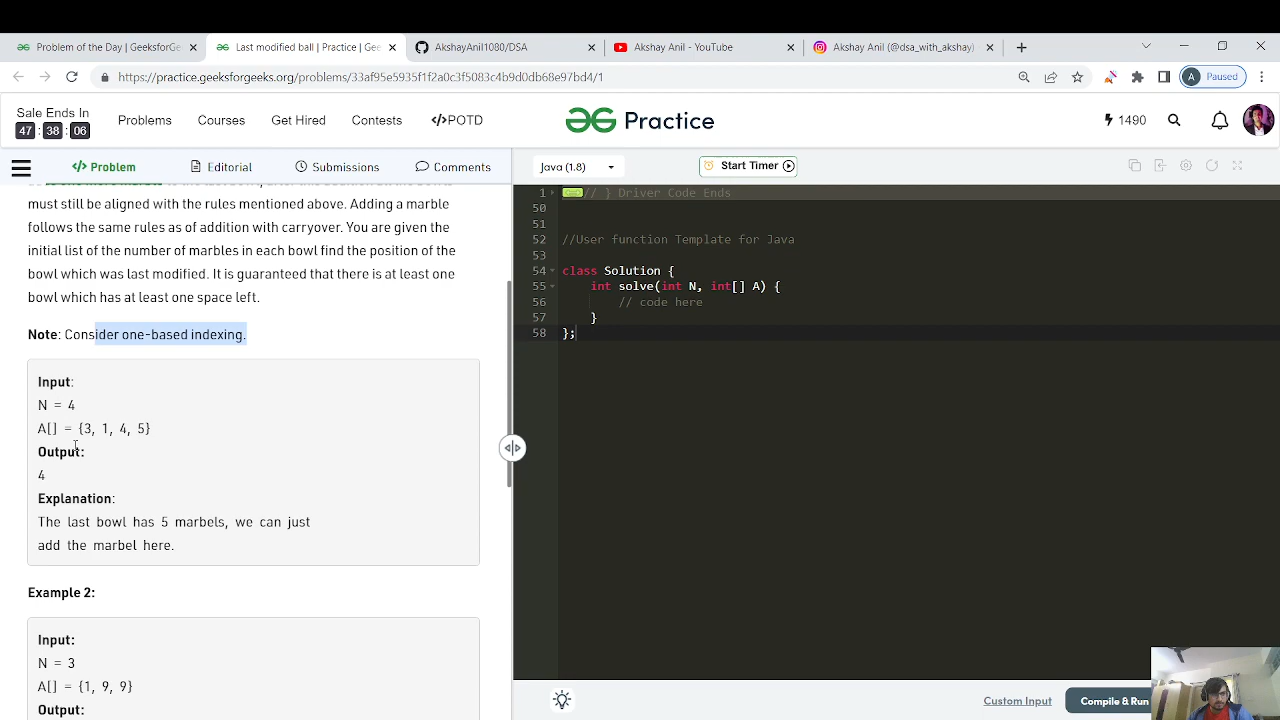 Problem of the Day | GeeksforGeeks
Last modified ball | Practice | Gee
AkshayAnil1080/DSA
Akshay Anil - YouTube
Akshay Anil (@dsa_with_akshay)
https://practice.geeksforgeeks.org/problems/33af95e5935f1f2a0c3f5083c4b9d0db68e97bd4/1
A Paused
Sale Ends In
47 : 38 : 06
Problems
Courses
Get Hired
Contests
</>POTD
Practice
1490
</> Problem
Editorial
Submissions
Comments
Java (1.8)
Start Timer
must still be aligned with the rules mentioned above. Adding a marble
follows the same rules as of addition with carryover. You are given the
initial list of the number of marbles in each bowl find the position of the
bowl which was last modified. It is guaranteed that there is at least one
bowl which has at least one space left.
Note: Consider one-based indexing.
Input:
N = 4
A[] = {3, 1, 4, 5}
Output:
4
Explanation:
The last bowl has 5 marbels, we can just
add the marbel here.
Example 2:
Input:
N = 3
A[] = {1, 9, 9}
Output:
1 // } Driver Code Ends
50
51
52 //User function Template for Java
53
54 class Solution {
55 int solve(int N, int[] A) {
56 // code here
57 }
58 };
Custom Input
Compile & Run